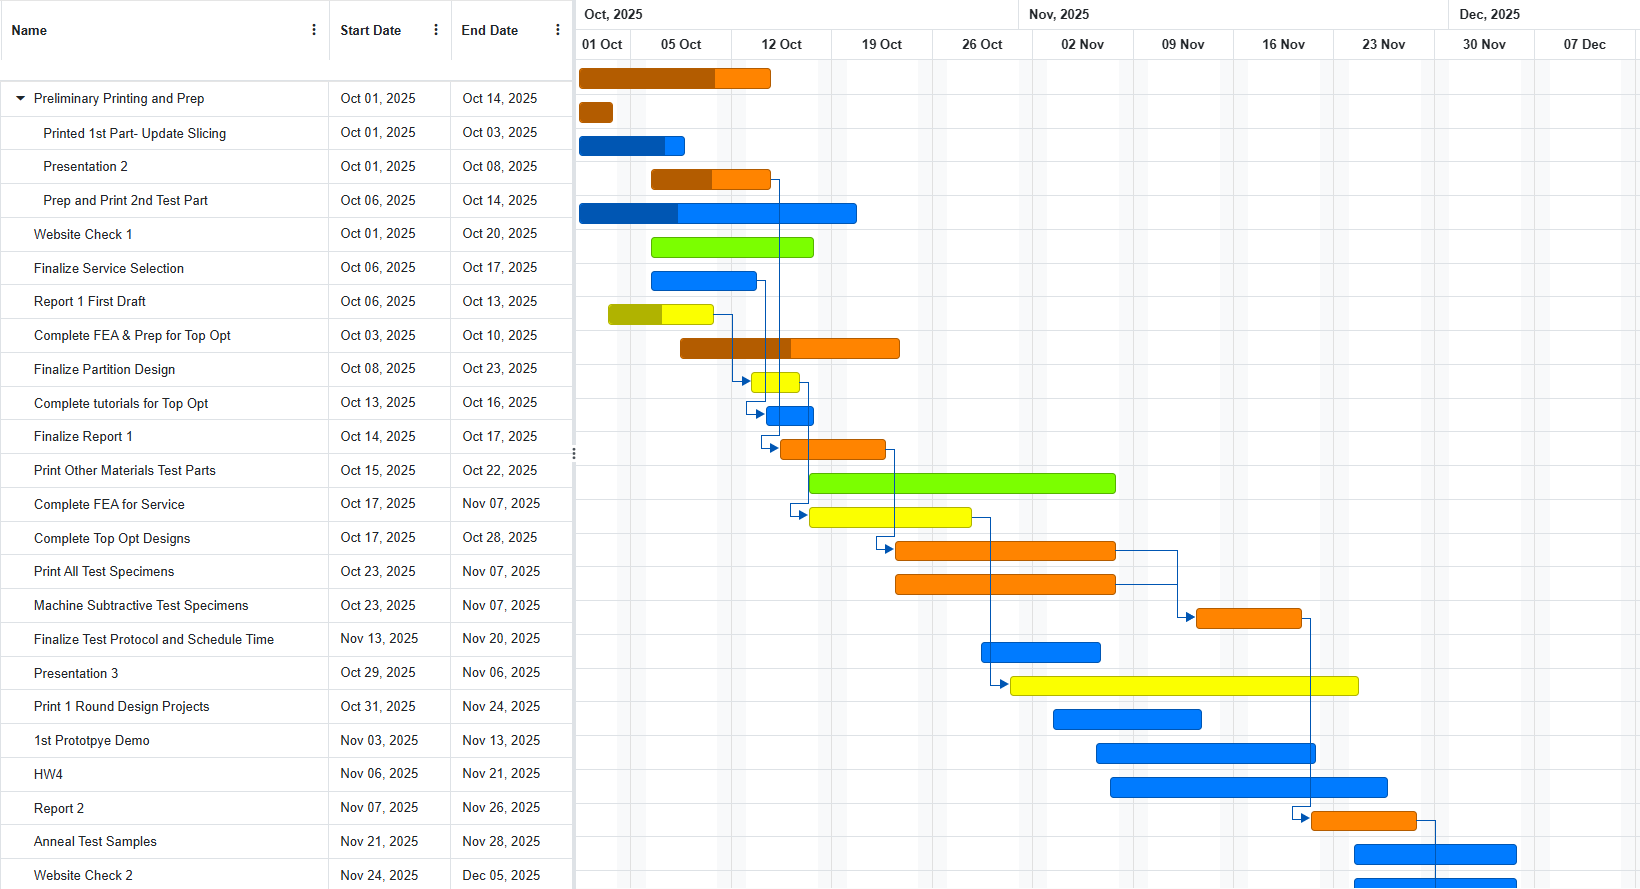 Name Start Date End Date
Oct, 2025 Nov, 2025 Dec, 2025
01 Oct 05 Oct 12 Oct 19 Oct 26 Oct 02 Nov 09 Nov 16 Nov 23 Nov 30 Nov 07 Dec
Preliminary Printing and Prep Oct 01, 2025 Oct 14, 2025
Printed 1st Part- Update Slicing Oct 01, 2025 Oct 03, 2025
Presentation 2 Oct 01, 2025 Oct 08, 2025
Prep and Print 2nd Test Part Oct 06, 2025 Oct 14, 2025
Website Check 1 Oct 01, 2025 Oct 20, 2025
Finalize Service Selection Oct 06, 2025 Oct 17, 2025
Report 1 First Draft Oct 06, 2025 Oct 13, 2025
Complete FEA & Prep for Top Opt Oct 03, 2025 Oct 10, 2025
Finalize Partition Design Oct 08, 2025 Oct 23, 2025
Complete tutorials for Top Opt Oct 13, 2025 Oct 16, 2025
Finalize Report 1 Oct 14, 2025 Oct 17, 2025
Print Other Materials Test Parts Oct 15, 2025 Oct 22, 2025
Complete FEA for Service Oct 17, 2025 Nov 07, 2025
Complete Top Opt Designs Oct 17, 2025 Oct 28, 2025
Print All Test Specimens Oct 23, 2025 Nov 07, 2025
Machine Subtractive Test Specimens Oct 23, 2025 Nov 07, 2025
Finalize Test Protocol and Schedule Time Nov 13, 2025 Nov 20, 2025
Presentation 3 Oct 29, 2025 Nov 06, 2025
Print 1 Round Design Projects Oct 31, 2025 Nov 24, 2025
1st Prototpye Demo Nov 03, 2025 Nov 13, 2025
HW4 Nov 06, 2025 Nov 21, 2025
Report 2 Nov 07, 2025 Nov 26, 2025
Anneal Test Samples Nov 21, 2025 Nov 28, 2025
Website Check 2 Nov 24, 2025 Dec 05, 2025